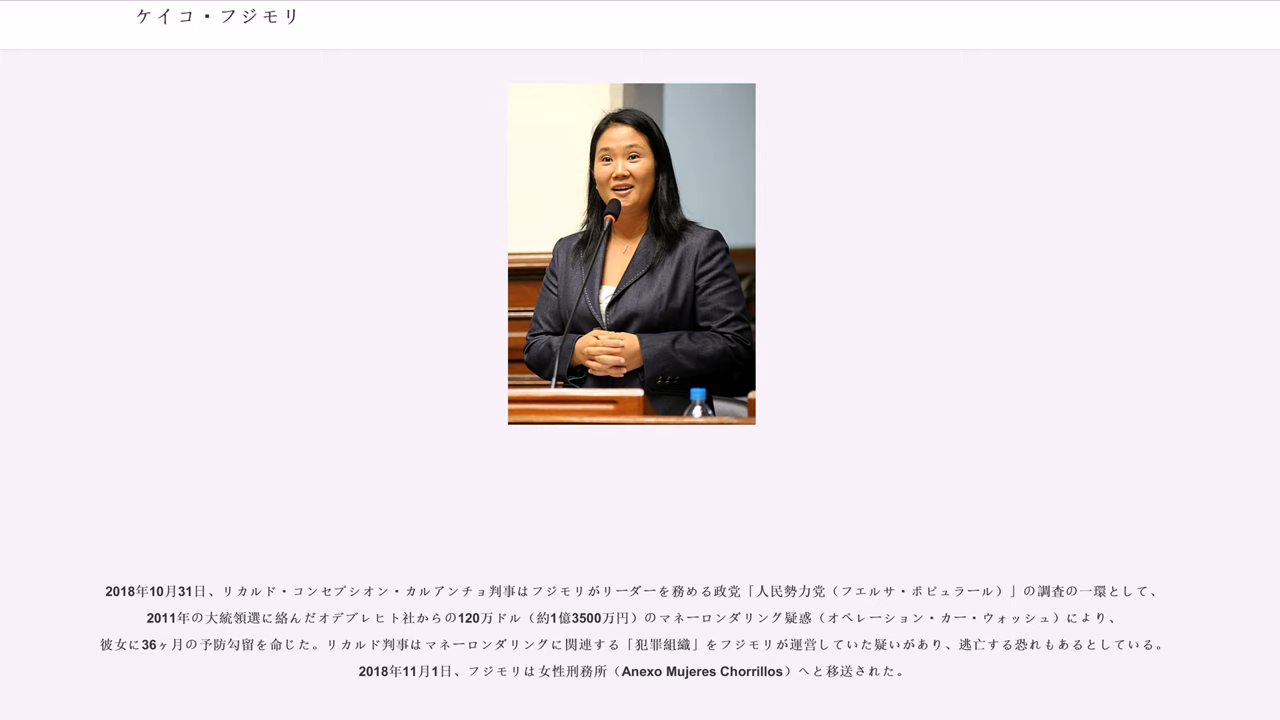 ケイコ・フジモリ
2018年10月31日、リカルド・コンセプシオン・カルアンチョ判事はフジモリがリーダーを務める政党「人民勢力党（フエルサ・ポピュラール）」の調査の一環として、
2011年の大統領選に絡んだオデブレヒト社からの120万ドル（約1億3500万円）のマネーロンダリング疑惑（オペレーション・カー・ウォッシュ）により、
彼女に36ヶ月の予防勾留を命じた。リカルド判事はマネーロンダリングに関連する「犯罪組織」をフジモリが運営していた疑いがあり、逃亡する恐れもあるとしている。
2018年11月1日、フジモリは女性刑務所（Anexo Mujeres Chorrillos）へと移送された。